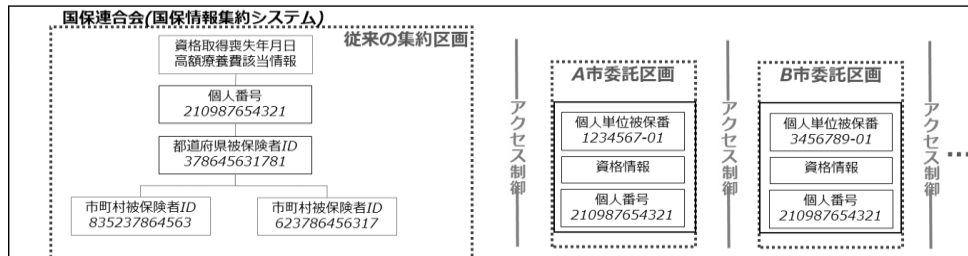 国保連合会(国保情報集約システム)
従来の集約区画
資格取得喪失年月日
高額療養費該当情報
個人番号
210987654321
都道府県被保険者ID
378645631781
市町村被保険者ID
835237864563
市町村被保険者ID
623786456317
アクセス制御
A市委託区画
個人単位被保番
1234567-01
資格情報
個人番号
210987654321
アクセス制御
B市委託区画
個人単位被保番
3456789-01
資格情報
個人番号
210987654321
アクセス制御
…